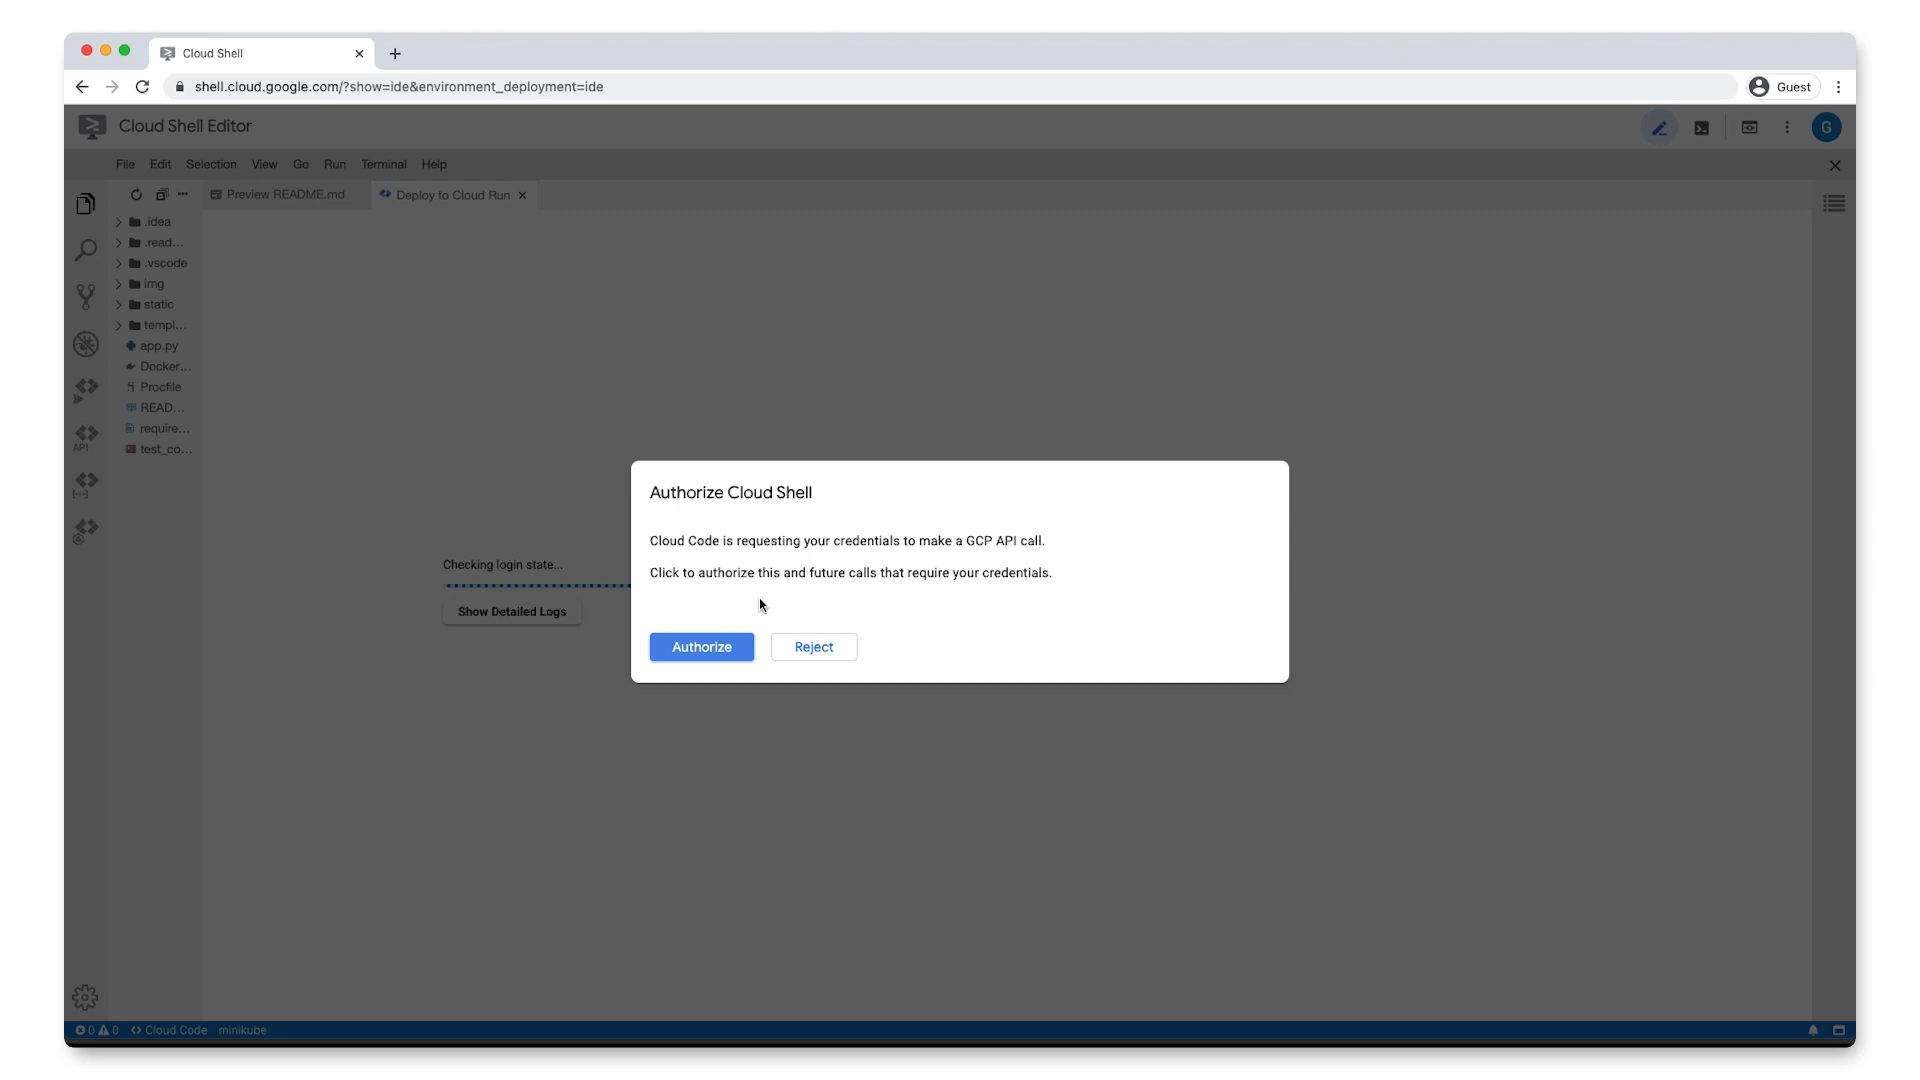 Cloud Shell
shell.cloud.google.com/?show=ide&environment_deployment=ide
Guest
Cloud Shell Editor
G
File Edit Selection View Go Run Terminal Help
Preview README.md
Deploy to Cloud Run
.idea
.read...
.vscode
img
static
templ...
app.py
Docker...
Procfile
READ...
require...
test_co...
API
Authorize Cloud Shell
Cloud Code is requesting your credentials to make a GCP API call.
Click to authorize this and future calls that require your credentials.
Checking login state...
Show Detailed Logs
Authorize Reject
0 0 <> Cloud Code minikube